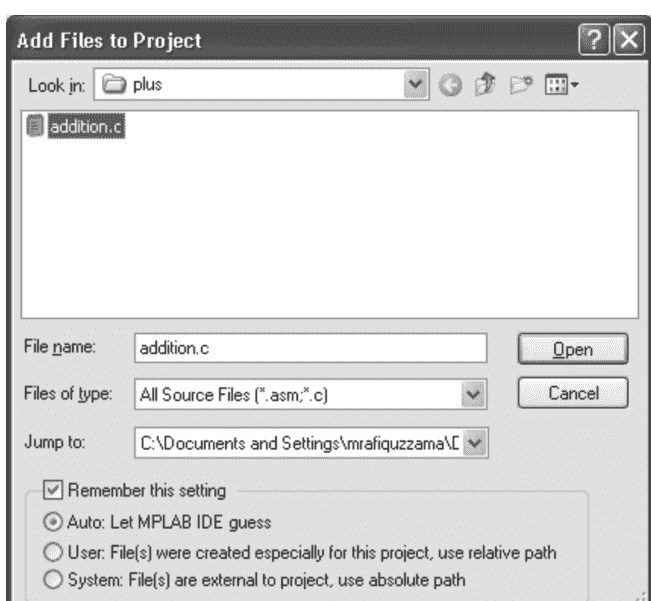 Add Files to Project
Look in: plus
addition.c
File name: addition.c
Open
Files of type: All Source Files (*.asm;*.c)
Cancel
Jump to: C:\Documents and Settings\mrafiquzzama\D
Remember this setting
Auto: Let MPLAB IDE guess
User: File(s) were created especially for this project, use relative path
System: File(s) are external to project, use absolute path